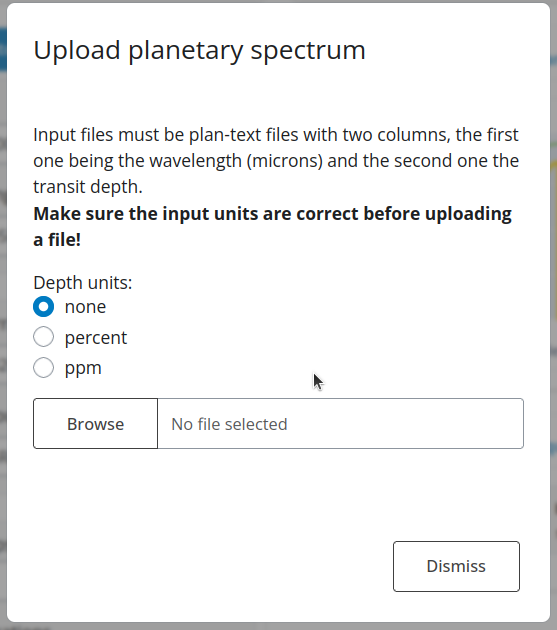 Upload planetary spectrum
Input files must be plan-text files with two columns, the first
one being the wavelength (microns) and the second one the
transit depth.
Make sure the input units are correct before uploading
a file!
Depth units:
none
percent
ppm
Browse
No file selected
Dismiss